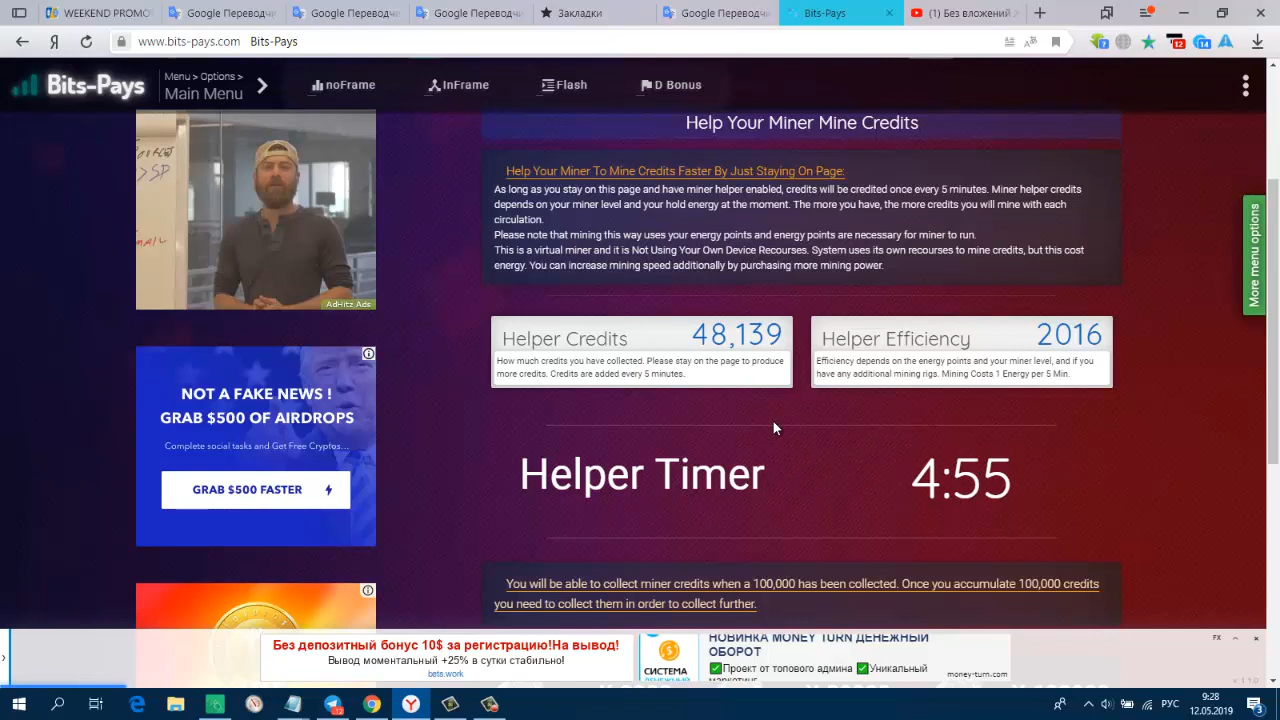 WEEKEND PROMO
Google Переводч
Google Переводч
Google Переводч
Закладки
Google Переводч
Bits-Pays
(1) Без вложений
www.bits-pays.com Bits-Pays
7
12
14
Bits-Pays
Menu > Options >
Main Menu
noFrame
InFrame
Flash
D Bonus
AdHitz Ads
NOT A FAKE NEWS !
GRAB $500 OF AIRDROPS
Complete social tasks and Get Free Cryptos...
GRAB $500 FASTER
Help Your Miner Mine Credits
Help Your Miner To Mine Credits Faster By Just Staying On Page:
As long as you stay on this page and have miner helper enabled, credits will be credited once every 5 minutes. Miner helper credits
depends on your miner level and your hold energy at the moment. The more you have, the more credits you will mine with each
circulation.
Please note that mining this way uses your energy points and energy points are necessary for miner to run.
This is a virtual miner and it is Not Using Your Own Device Recourses. System uses its own recourses to mine credits, but this cost
energy. You can increase mining speed additionally by purchasing more mining power.
Helper Credits 48,139
How much credits you have collected. Please stay on the page to produce
more credits. Credits are added every 5 minutes.
Helper Efficiency 2016
Efficiency depends on the energy points and your miner level, and if you
have any additional mining rigs. Mining Costs 1 Energy per 5 Min.
Helper Timer 4:55
You will be able to collect miner credits when a 100,000 has been collected. Once you accumulate 100,000 credits
you need to collect them in order to collect further.
More menu options
Без депозитный бонус 10$ за регистрацию!На вывод!
Вывод моментальный +25% в сутки стабильно!
bets.work
СИСТЕМА
НОВИНКА MONEY TURN ДЕНЕЖНЫЙ
ОБОРОТ
Проект от топового админа Уникальный
маркетинг
money-turn.com
FX
v 1.1.0
РУС
9:28
12.05.2019
3